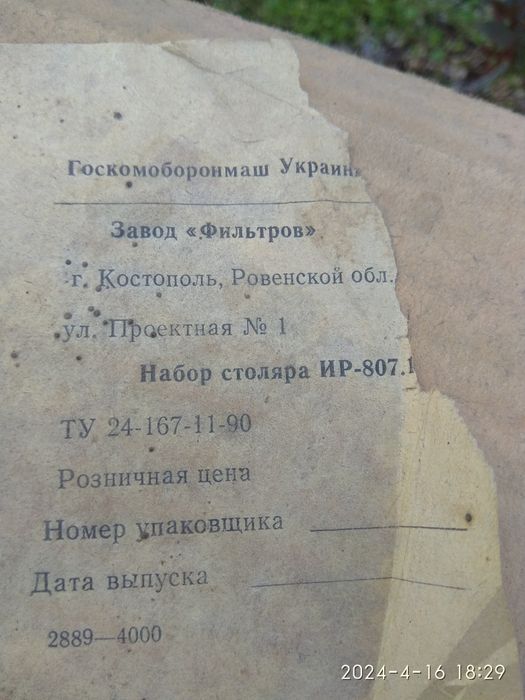 Госкомоборонмаш Украин
Завод «Фильтров»
г. Костополь, Ровенской обл.
ул. Проектная № 1
Набор столяра ИР-807.1
ТУ 24-167-11-90
Розничная цена
Номер упаковщика
Дата выпуска
2889—4000
2024-4-16 18:29